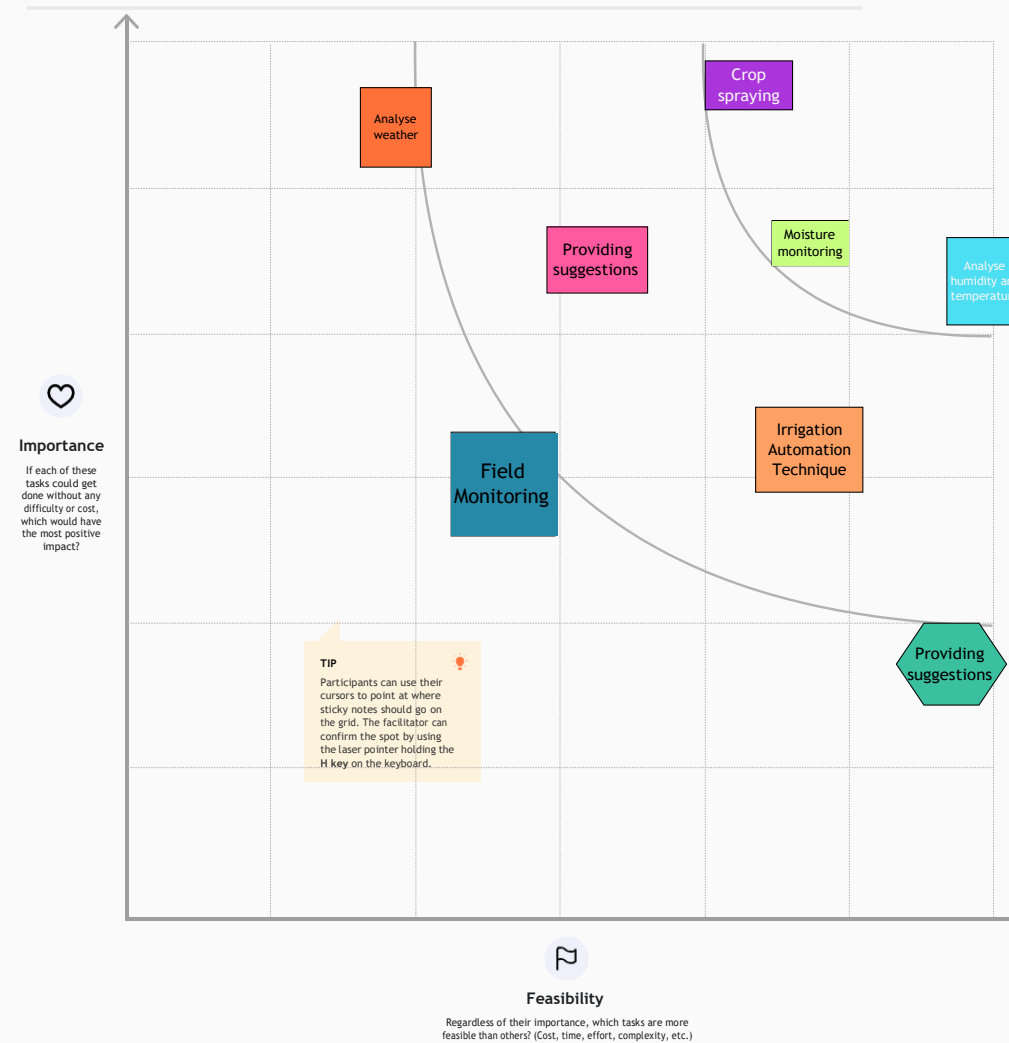 Crop
spraying
Analyse
weather
Moisture
monitoring
Providing
suggestions
Analyse
humidity
Importance
If each of these
tasks could get
done without any
difficulty or cost,
which would have
the most positive
impact?
Irrigation
Automation
Technique
Field
Monitoring
TIP
Participants can use their
cursors to point at where
sticky notes should go on
the grid. The facilitator can
confirm the spot by using
the laser pointer holding the
H key on the keyboard.
Providing
suggestions
Feasibility
Regardless of their importance, which tasks are more
feasible than others? (Cost, time, effort, complexity, etc.)